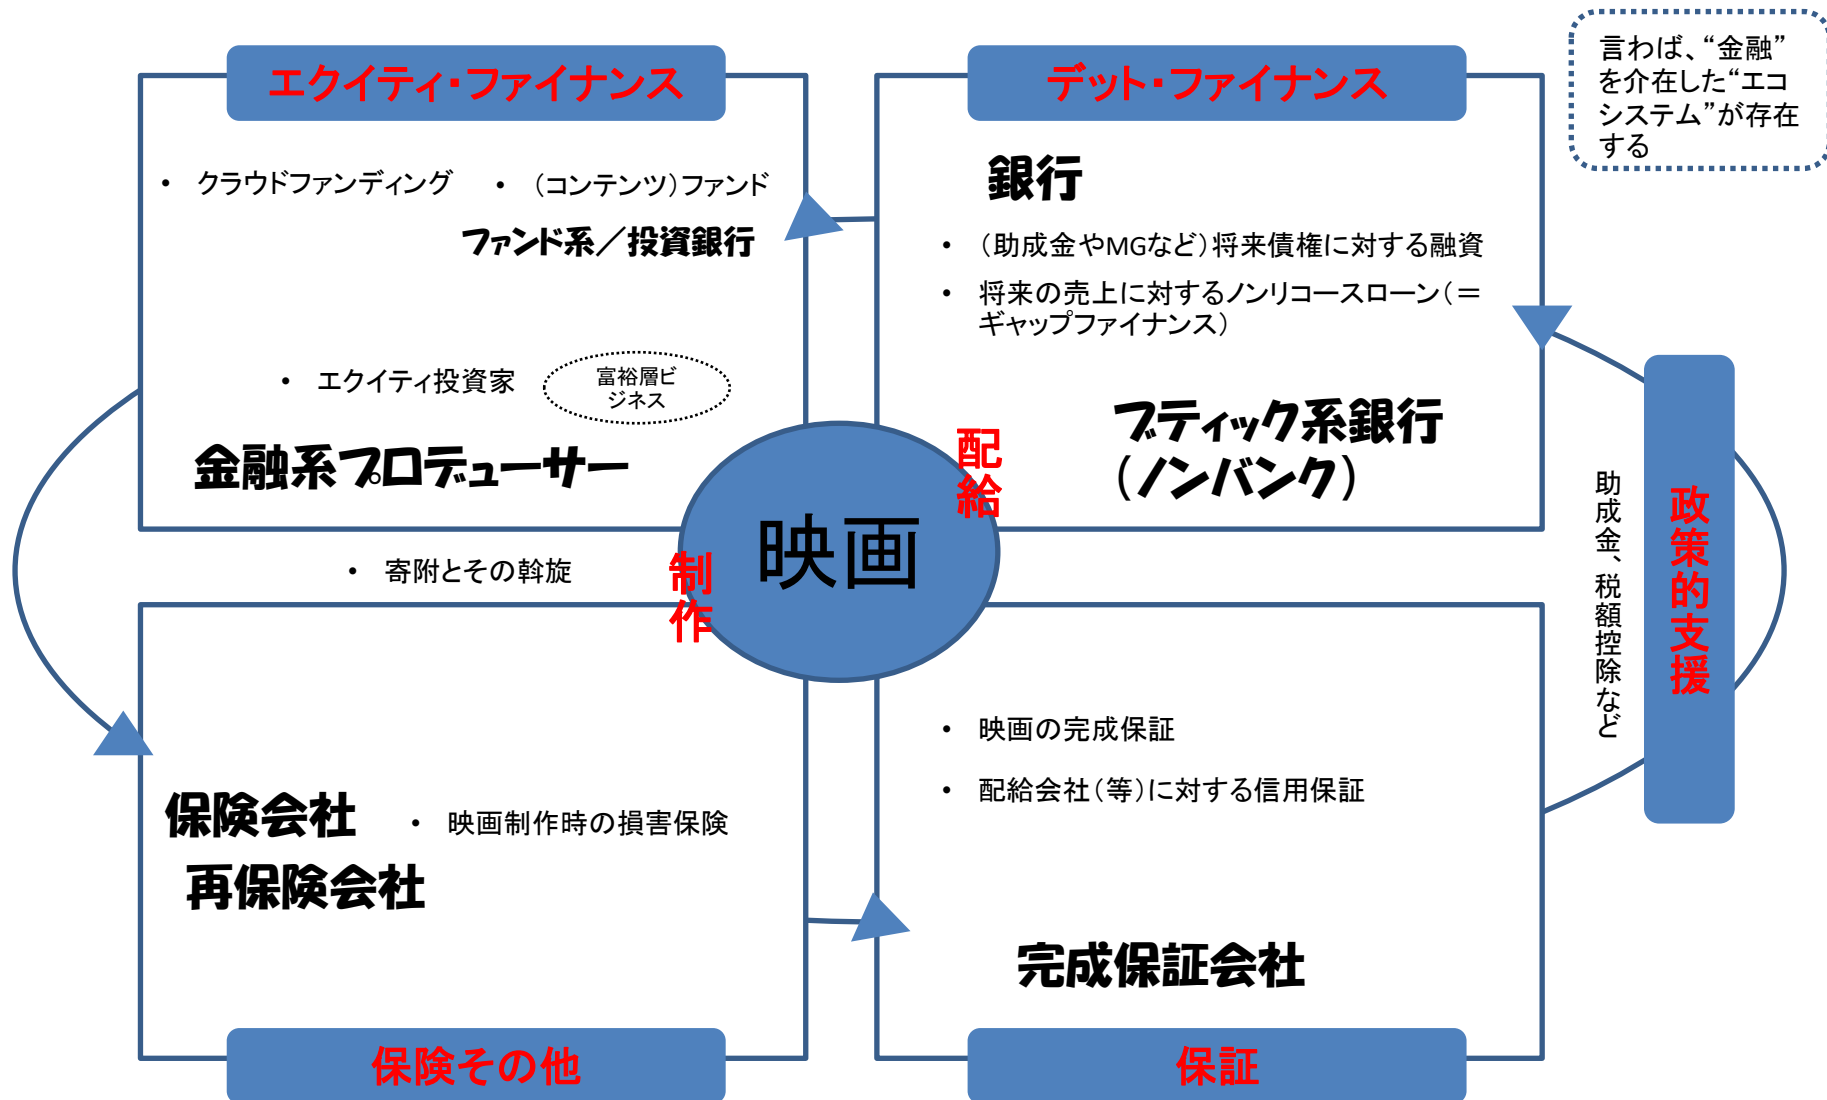 エクイティ・ファイナンス
・ クラウドファンディング
・ （コンテンツ）ファンド
ファンド系／投資銀行
・ エクイティ投資家
富裕層ビ
ジネス
金融系プロデューサー
デット・ファイナンス
銀行
・ （助成金やMGなど）将来債権に対する融資
・ 将来の売上に対するノンリコースローン（＝
ギャップファイナンス）
ブティック系銀行
（ノンバンク）
言わば、“金融”
を介在した“エコ
システム”が存在
する
配給
映画
制作
・ 寄附とその斡旋
助成金、税額控除など
政策的支援
保険会社
・ 映画制作時の損害保険
再保険会社
保険その他
・ 映画の完成保証
・ 配給会社（等）に対する信用保証
完成保証会社
保証